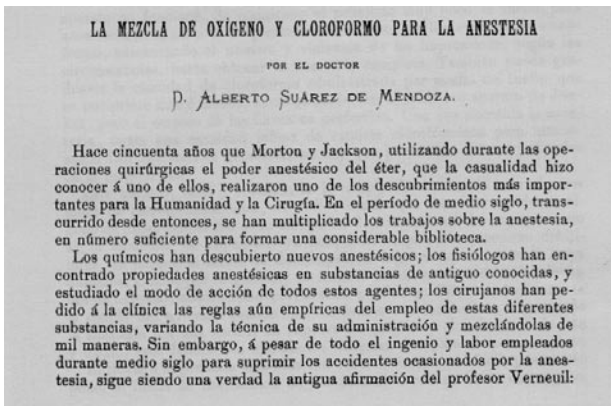 LA MEZCLA DE OXÍGENO Y CLOROFORMO PARA LA ANESTESIA
POR EL DOCTOR
D. ALBERTO SUÁREZ DE MENDOZA.
Hace cincuenta años que Morton y Jackson, utilizando durante las ope-
raciones quirúrgicas el poder anestésico del éter, que la casualidad hizo
conocer á uno de ellos, realizaron uno de los descubrimientos más impor-
tantes para la Humanidad y la Cirugía. En el período de medio siglo, trans-
currido desde entonces, se han multiplicado los trabajos sobre la anestesia,
en número suficiente para formar una considerable biblioteca.
Los químicos han descubierto nuevos anestésicos; los fisiólogos han en-
contrado propiedades anestésicas en substancias de antiguo conocidas, y
estudiado el modo de acción de todos estos agentes; los cirujanos han pe-
dido á la clínica las reglas aún empíricas del empleo de estas diferentes
substancias, variando la técnica de su administración y mezclándolas de
mil maneras. Sin embargo, á pesar de todo el ingenio y labor empleados
durante medio siglo para suprimir los accidentes ocasionados por la anes-
tesia, sigue siendo una verdad la antigua afirmación del profesor Verneuil: